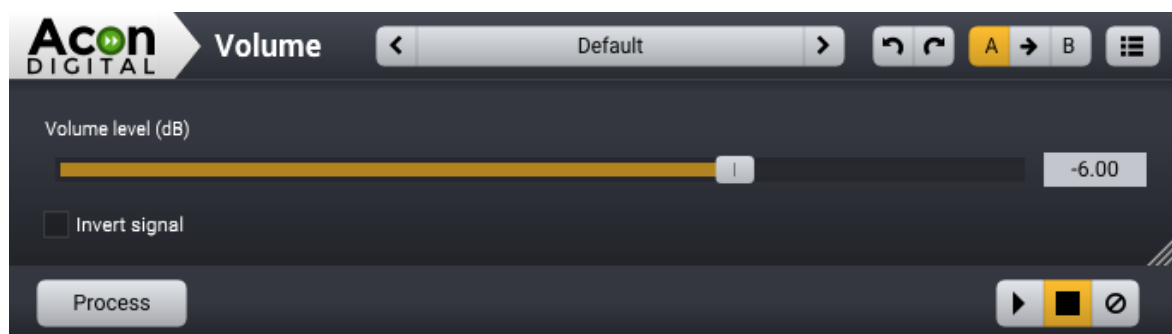 Acon
DIGITAL
Volume
Default
A
B
Volume level (dB)
-6.00
Invert signal
Process